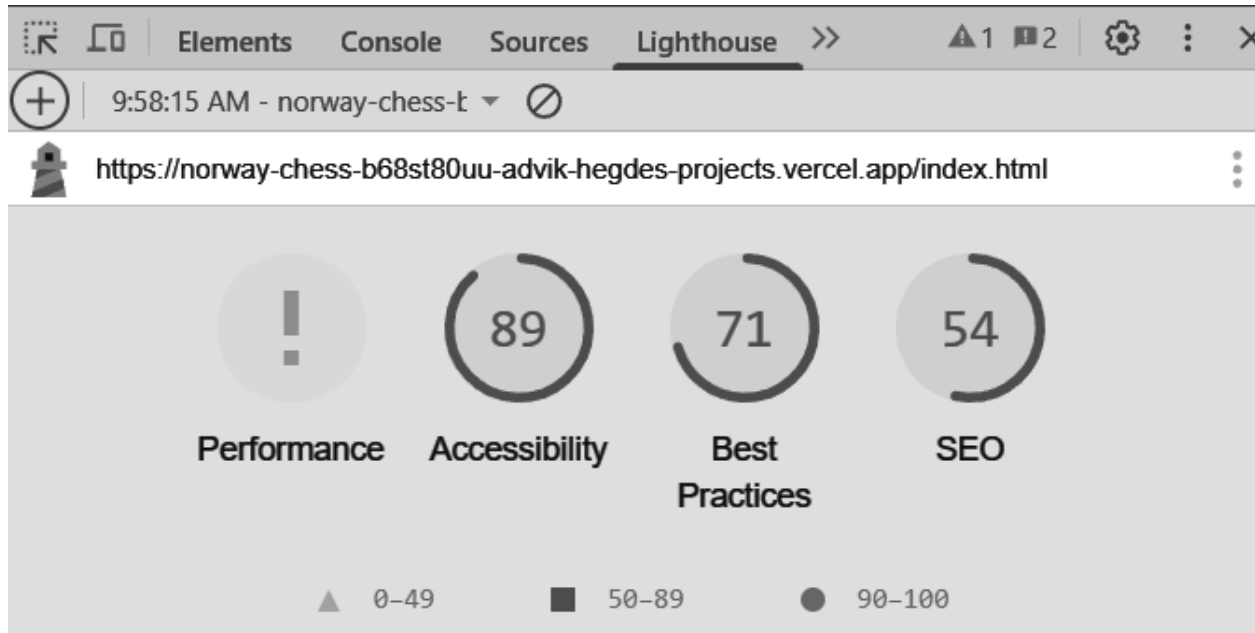 Elements Console Sources Lighthouse >> 1 2
9:58:15 AM - norway-chess-b
https://norway-chess-b68st80uu-advik-hegdes-projects.vercel.app/index.html
! 89 71 54
Performance Accessibility Best Practices SEO
0–49 50–89 90–100